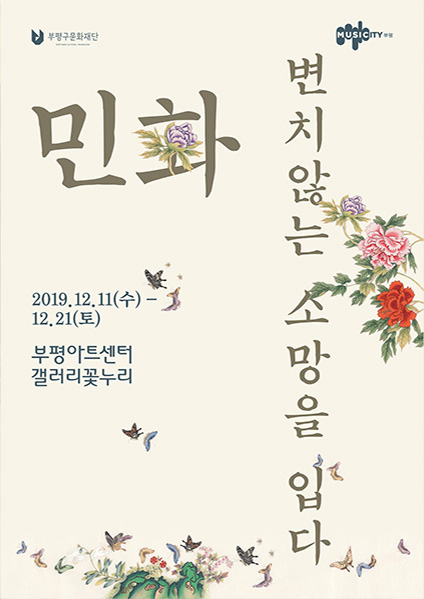 부평구문화재단
MUSICITY 부평
민화
변치않는 소망을 입다
2019.12.11(수) –
12.21(토)
부평아트센터
갤러리꽃누리